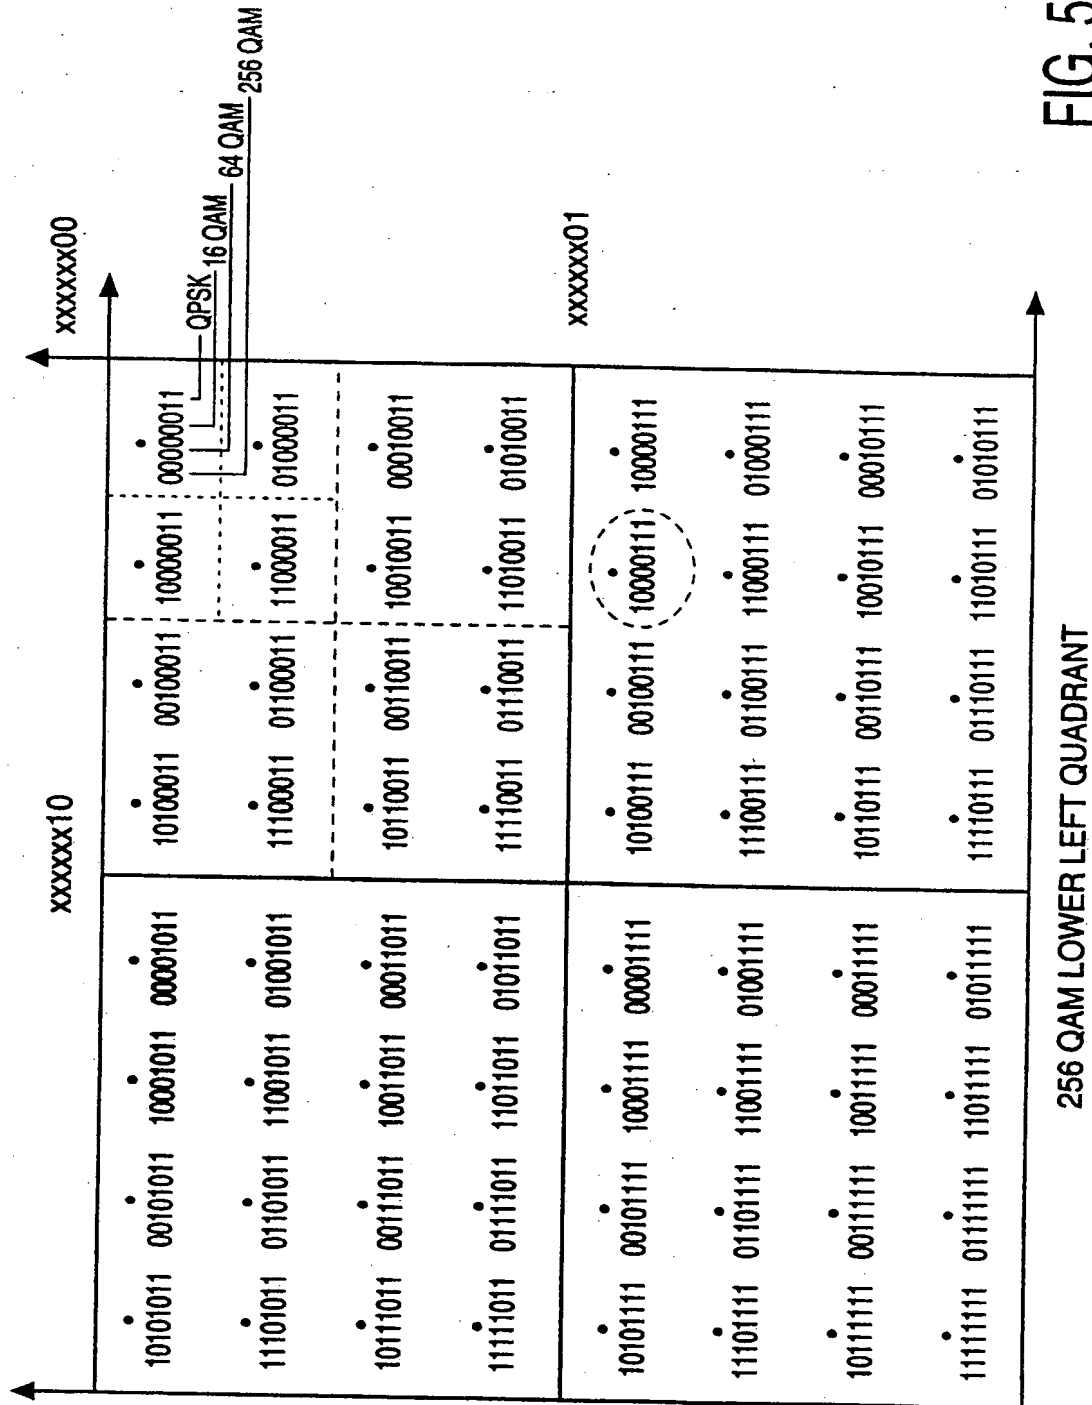 xxxxxx10 xxxxxx00
10101011 00101011 10001011 00001011 10100011 00100011 10000011 00000011
QPSK
16 QAM
64 QAM
256 QAM
11101011 01101011 11001011 01001011 11100011 01100011 11000011 01000011
10111011 00111011 10011011 00011011 10110011 00110011 10010011 00010011
11111011 01111011 11011011 01011011 11110011 01110011 11010011 01010011
xxxxxx01
10101111 00101111 10001111 00001111 10100111 00100111 10000111 10000111
11101111 01101111 11001111 01001111 11100111 01100111 11000111 01000111
10111111 00111111 10011111 00011111 10110111 00110111 10010111 00010111
11111111 01111111 11011111 01011111 11110111 01110111 11010111 01010111
256 QAM LOWER LEFT QUADRANT
FIG. 5